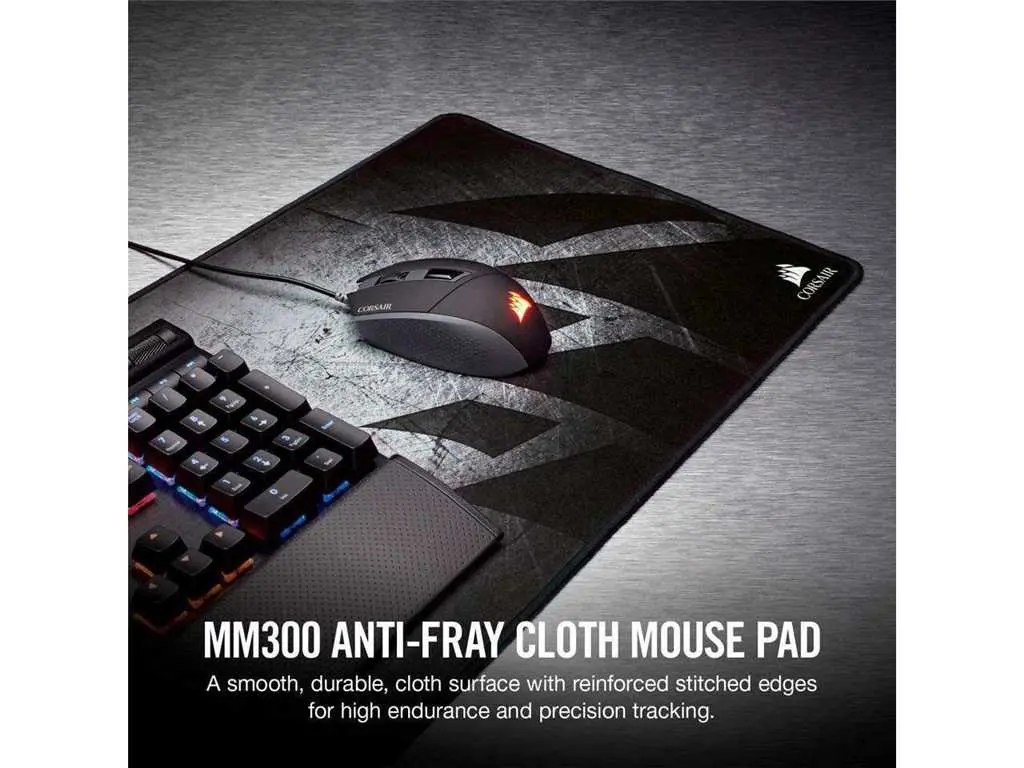 CORSAIR
CORSAIR
MM300 ANTI-FRAY CLOTH MOUSE PAD
A smooth, durable, cloth surface with reinforced stitched edges
for high endurance and precision tracking.